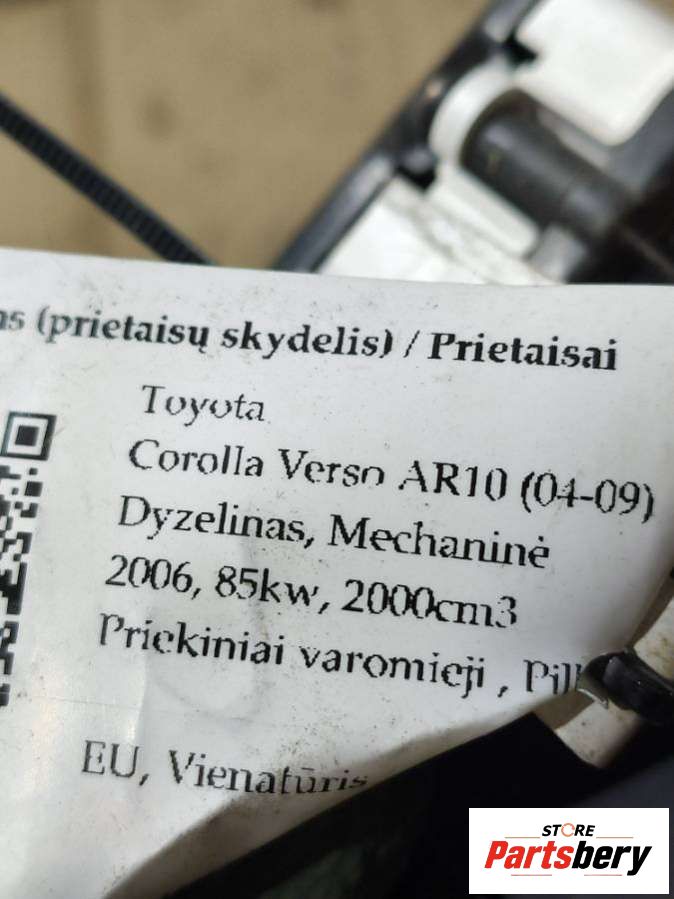 (prietaisų skydelis) / Prietaisai
Toyota
Corolla Verso AR10 (04-09)
Dyzelinas, Mechaninė
2006, 85kw, 2000cm3
Priekiniai varomieji ,
EU, Vienatūris
STORE
Partsbery